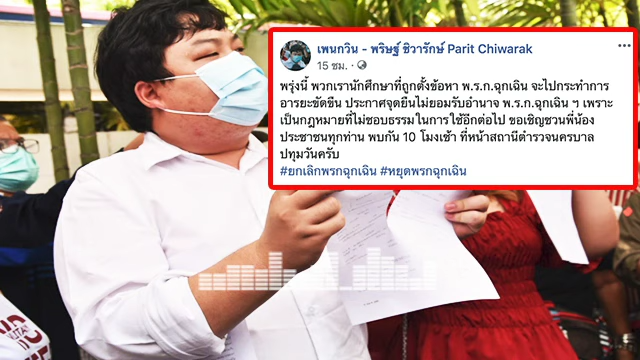 เพนกวิน - พริษฐ์ ชิวารักษ์ Parit Chiwarak
15 ชม.
พรุ่งนี้ พวกเรานักศึกษาที่ถูกตั้งข้อหา พ.ร.ก.ฉุกเฉิน จะไปกระทำการ
อารยะขัดขืน ประกาศจุดยืนไม่ยอมรับอำนาจ พ.ร.ก.ฉุกเฉิน ๆ เพราะ
เป็นกฎหมายที่ไม่ชอบธรรมในการใช้อีกต่อไป ขอเชิญชวนพี่น้อง
ประชาชนทุกท่าน พบกัน 10 โมงเช้า ที่หน้าสถานีตำรวจนครบาล
ปทุมวันครับ
#ยกเลิกพรกฉุกเฉิน #หยุดพรกฉุกเฉิน